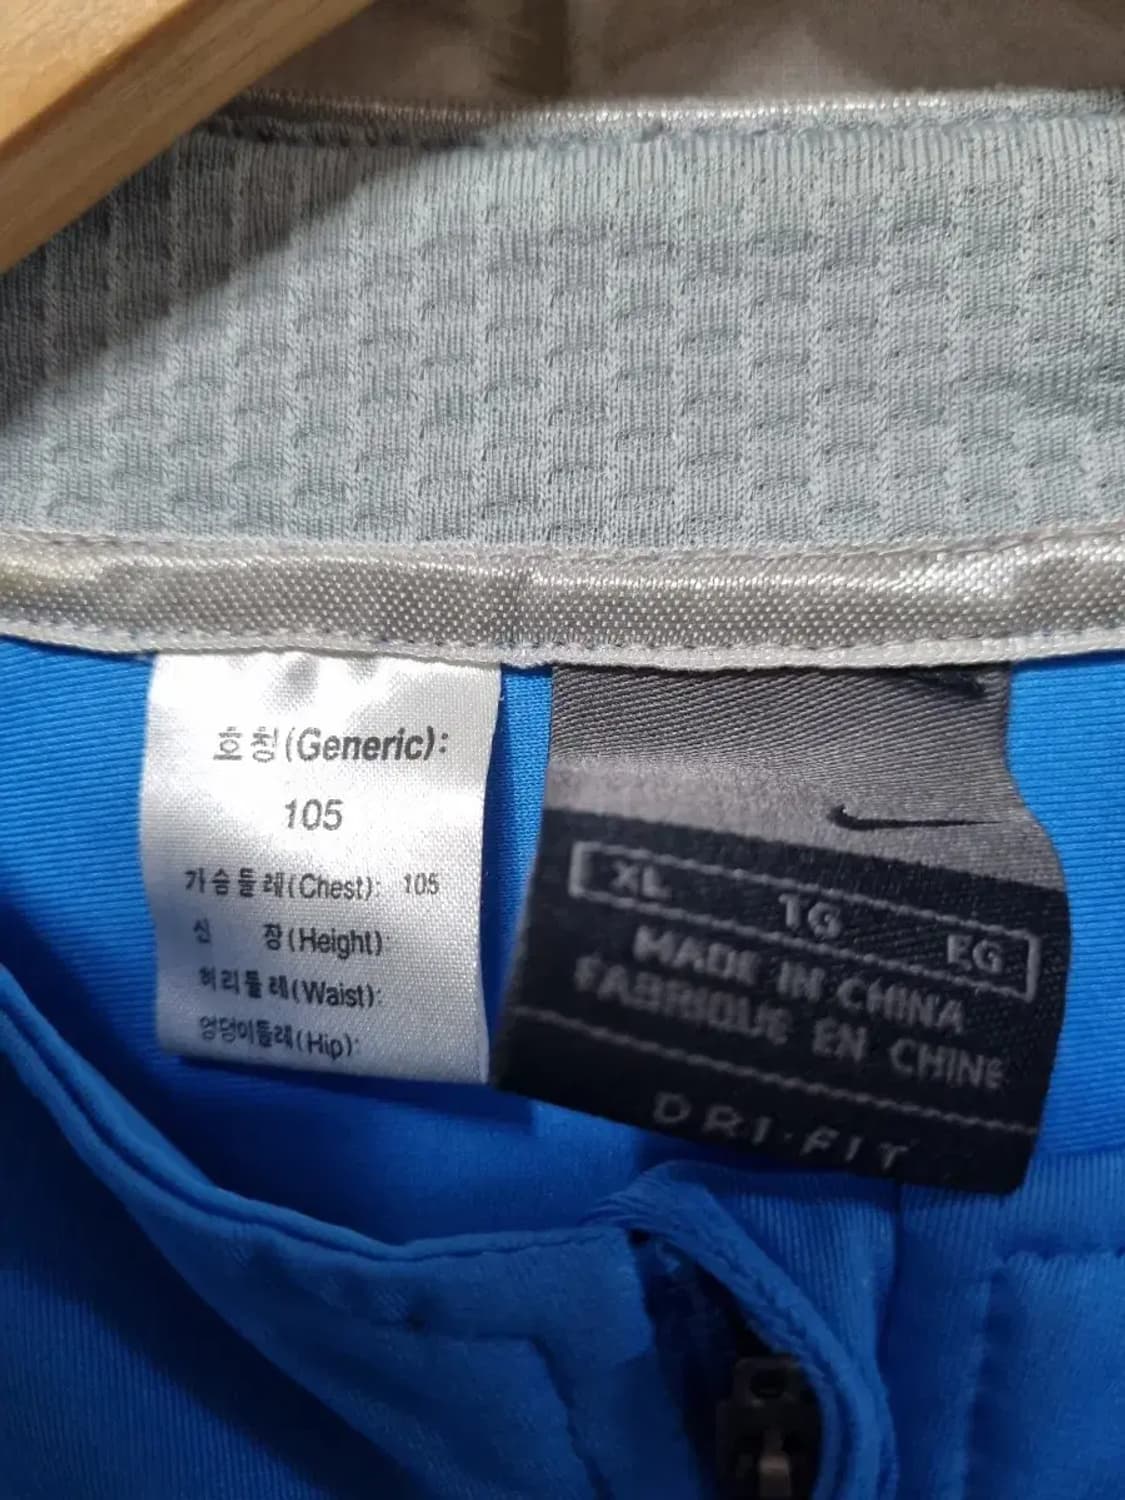 호칭(Generic):
105
가슴둘레(Chest): 105
신 장(Height)
허리둘레(Waist):
엉덩이둘레(Hip):
XL TG EG
MADE IN CHINA
FABRIQUE EN CHINE
DRI-FIT